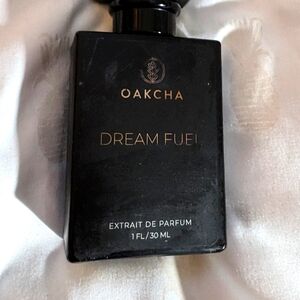 OAKCHA
DREAM FUEL
EXTRAIT DE PARFUM
1 FL/30 ML